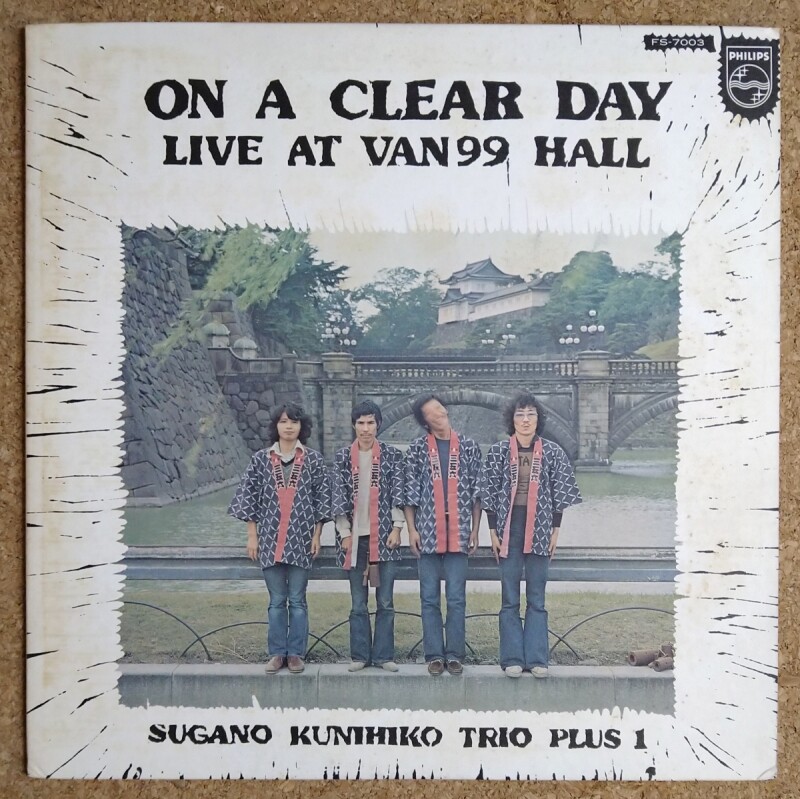 FS-7003
PHILIPS
ON A CLEAR DAY
LIVE AT VAN99 HALL
SUGANO KUNIHIKO TRIO PLUS 1